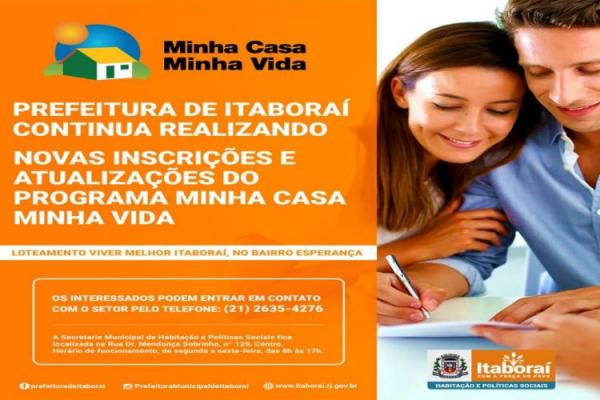 Minha Casa
Minha Vida
PREFEITURA DE ITABORAÍ
CONTINUA REALIZANDO
NOVAS INSCRIÇÕES E
ATUALIZAÇÕES DO
PROGRAMA MINHA CASA
MINHA VIDA
LOTEAMENTO VIVER MELHOR ITABORAÍ, NO BAIRRO ESPERANÇA
OS INTERESSADOS PODEM ENTRAR EM CONTATO
COM O SETOR PELO TELEFONE: (21) 2635-4276
A Secretaria Municipal de Habitação e Políticas Sociais fica
localizada na Rua Dr. Mendonça Sobrinho, nº 129, Centro.
Horário de funcionamento, de segunda a sexta-feira, das 8h às 17h.
prefeituradeitaborai
PrefeituraMunicipaldeItaborai
www.itaborai.rj.gov.br
Itaboraí
COM A FORÇA DO POVO
HABITAÇÃO E POLÍTICAS SOCIAIS